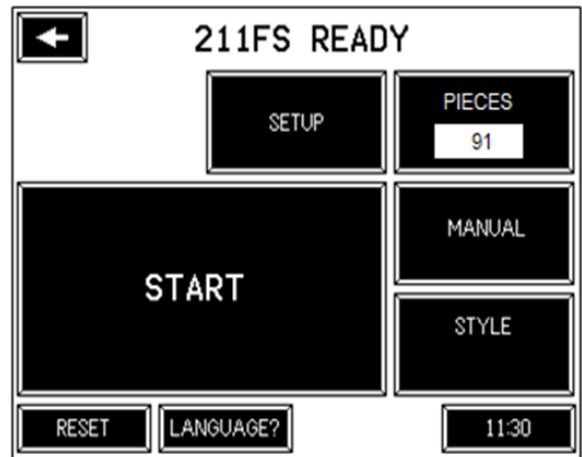 211FS READY
SETUP
PIECES
91
START
MANUAL
STYLE
RESET
LANGUAGE?
11:30